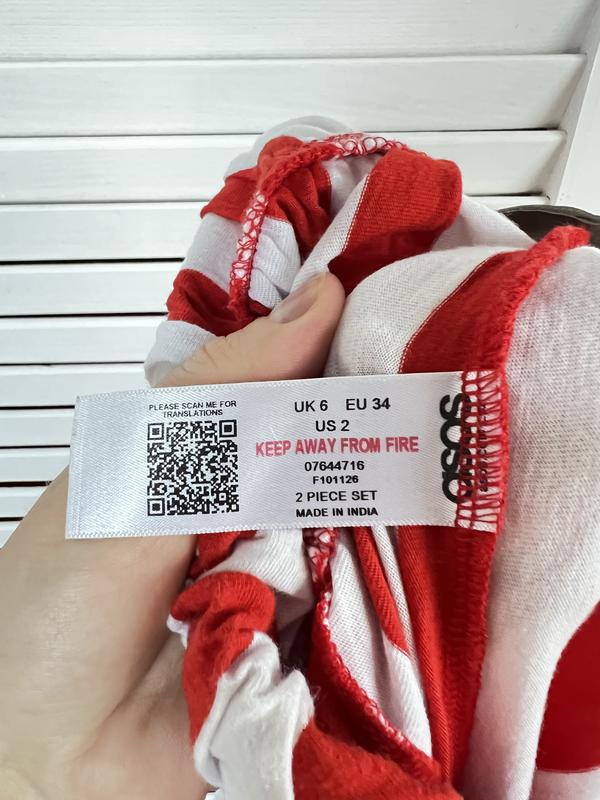 PLEASE SCAN ME FOR
TRANSLATIONS
UK 6 EU 34
US 2
KEEP AWAY FROM FIRE
07644716
F101126
2 PIECE SET
MADE IN INDIA
asos